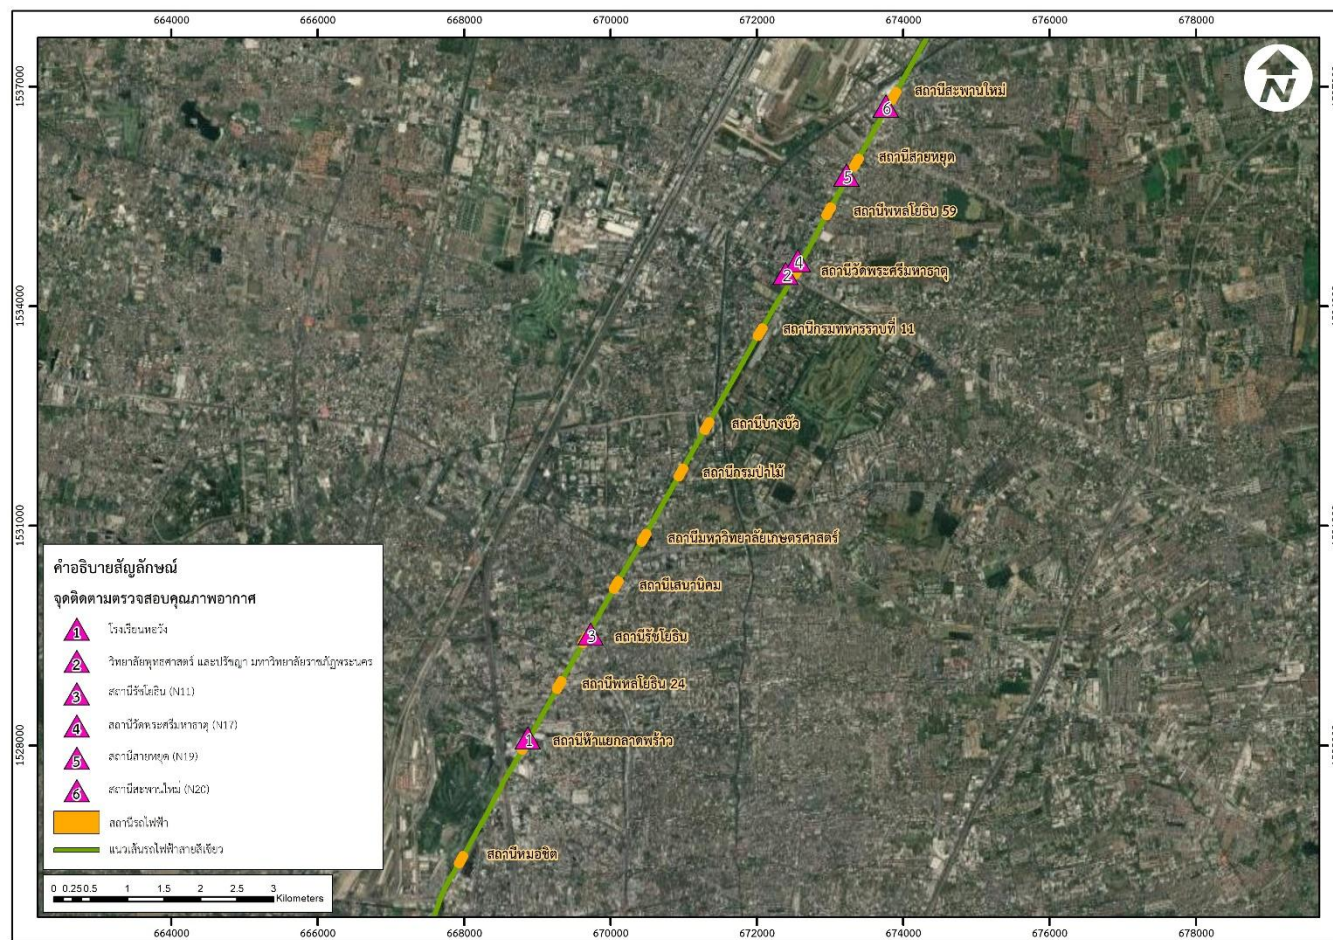 664000 666000 668000 670000 672000 674000 676000 678000
1537000
N
สถานีสะพานใหม่
6
สถานีสายหยุด
5
สถานีพหลโยธิน 59
4
2
สถานีวัดพระศรีมหาธาตุ
1534000
สถานีกรมทหารราบที่ 11
สถานีบางบัว
สถานีกรมป่าไม้
1531000
สถานีมหาวิทยาลัยเกษตรศาสตร์
สถานีเสนานิคม
3
สถานีรัชโยธิน
สถานีพหลโยธิน 24
1528000
1
สถานีห้าแยกลาดพร้าว
สถานีหมอชิต
คำอธิบายสัญลักษณ์
จุดติดตามตรวจสอบคุณภาพอากาศ
1 โรงเรียนหอวัง
2 วิทยาลัยพุทธศาสตร์ และปรัชญา มหาวิทยาลัยราชภัฏพระนคร
3 สถานีรัชโยธิน (N11)
4 สถานีวัดพระศรีมหาธาตุ (N17)
5 สถานีสายหยุด (N19)
6 สถานีสะพานใหม่ (N20)
สถานีรถไฟฟ้า
แนวเส้นรถไฟฟ้าสายสีเขียว
0 0.25 0.5 1 1.5 2 2.5 3
Kilometers